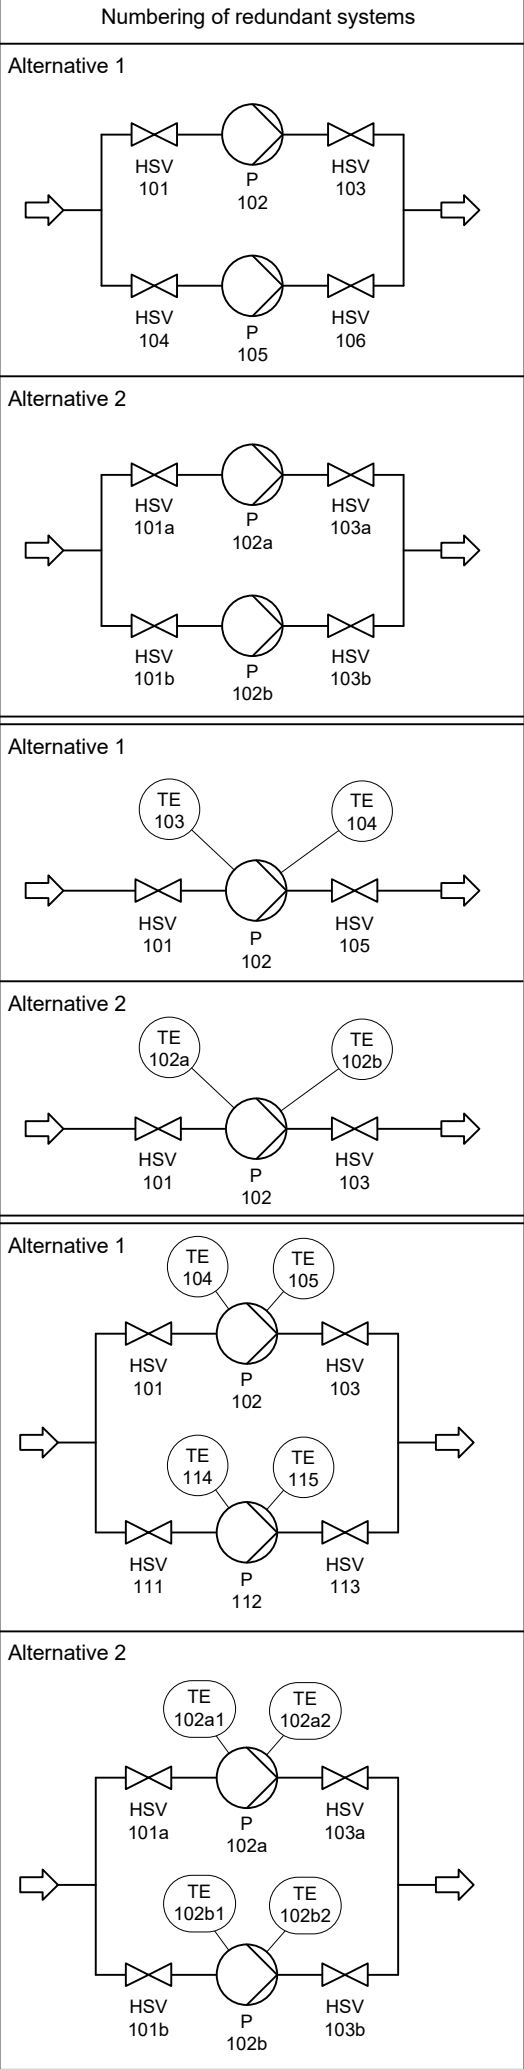 Numbering of redundant systems
Alternative 1
HSV
101
P
102
HSV
103
HSV
104
P
105
HSV
106
Alternative 2
HSV
101a
P
102a
HSV
103a
HSV
101b
P
102b
HSV
103b
Alternative 1
TE
103
TE
104
HSV
101
P
102
HSV
105
Alternative 2
TE
102a
TE
102b
HSV
101
P
102
HSV
103
Alternative 1
TE
104
TE
105
HSV
101
P
102
HSV
103
TE
114
TE
115
HSV
111
P
112
HSV
113
Alternative 2
TE
102a1
TE
102a2
HSV
101a
P
102a
HSV
103a
TE
102b1
TE
102b2
HSV
101b
P
102b
HSV
103b